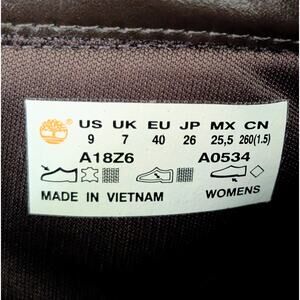 US UK EU JP MX CN
9 7 40 26 25,5 260(1.5)
A18Z6 A0534
MADE IN VIETNAM WOMENS